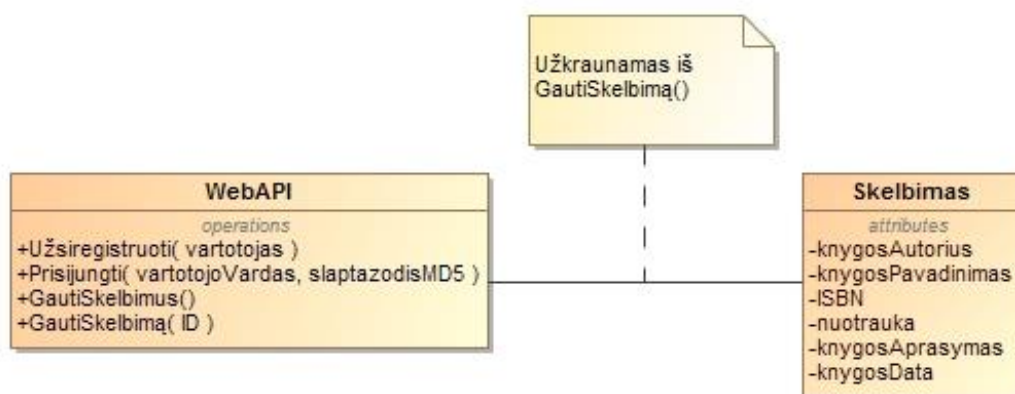 Užkraunamas iš
GautiSkelbimą()
WebAPI
operations
+Užsiregistruoti( vartotojas )
+Prisijungti( vartotojoVardas, slaptazodisMD5 )
+GautiSkelbimus()
+GautiSkelbimą( ID )
Skelbimas
attributes
-knygosAutorius
-knygosPavadinimas
-ISBN
-nuotrauka
-knygosAprasymas
-knygosData